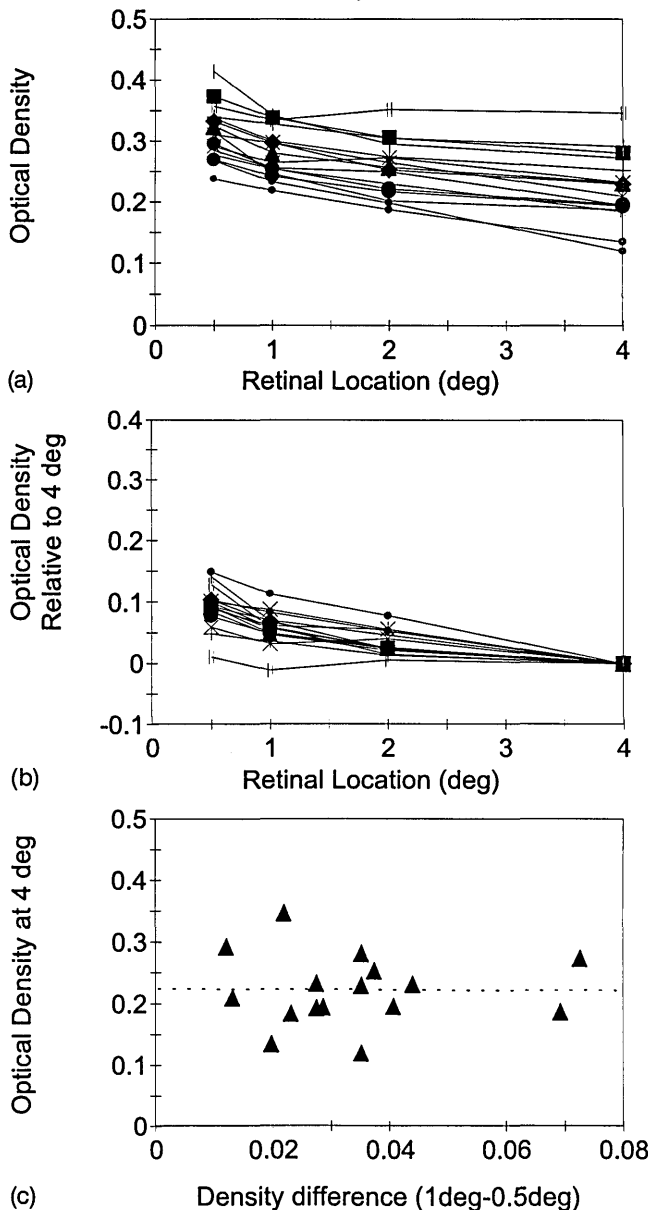 0.5
0.4
0.3
0.2
0.1
0
Optical Density
0 1 2 3 4
(a) Retinal Location (deg)
0.4
0.3
0.2
0.1
0
-0.1
Optical Density
Relative to 4 deg
0 1 2 3 4
(b) Retinal Location (deg)
0.5
0.4
0.3
0.2
0.1
0
Optical Density at 4 deg
0 0.02 0.04 0.06 0.08
(c) Density difference (1deg-0.5deg)